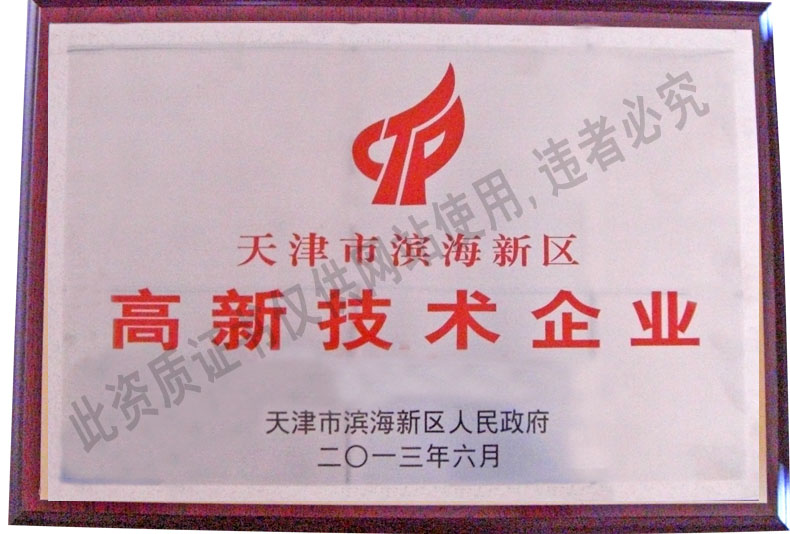 天津市滨海新区
高新技术企业
天津市滨海新区人民政府
二〇一三年六月
此资质证书仅供网站使用,违者必究